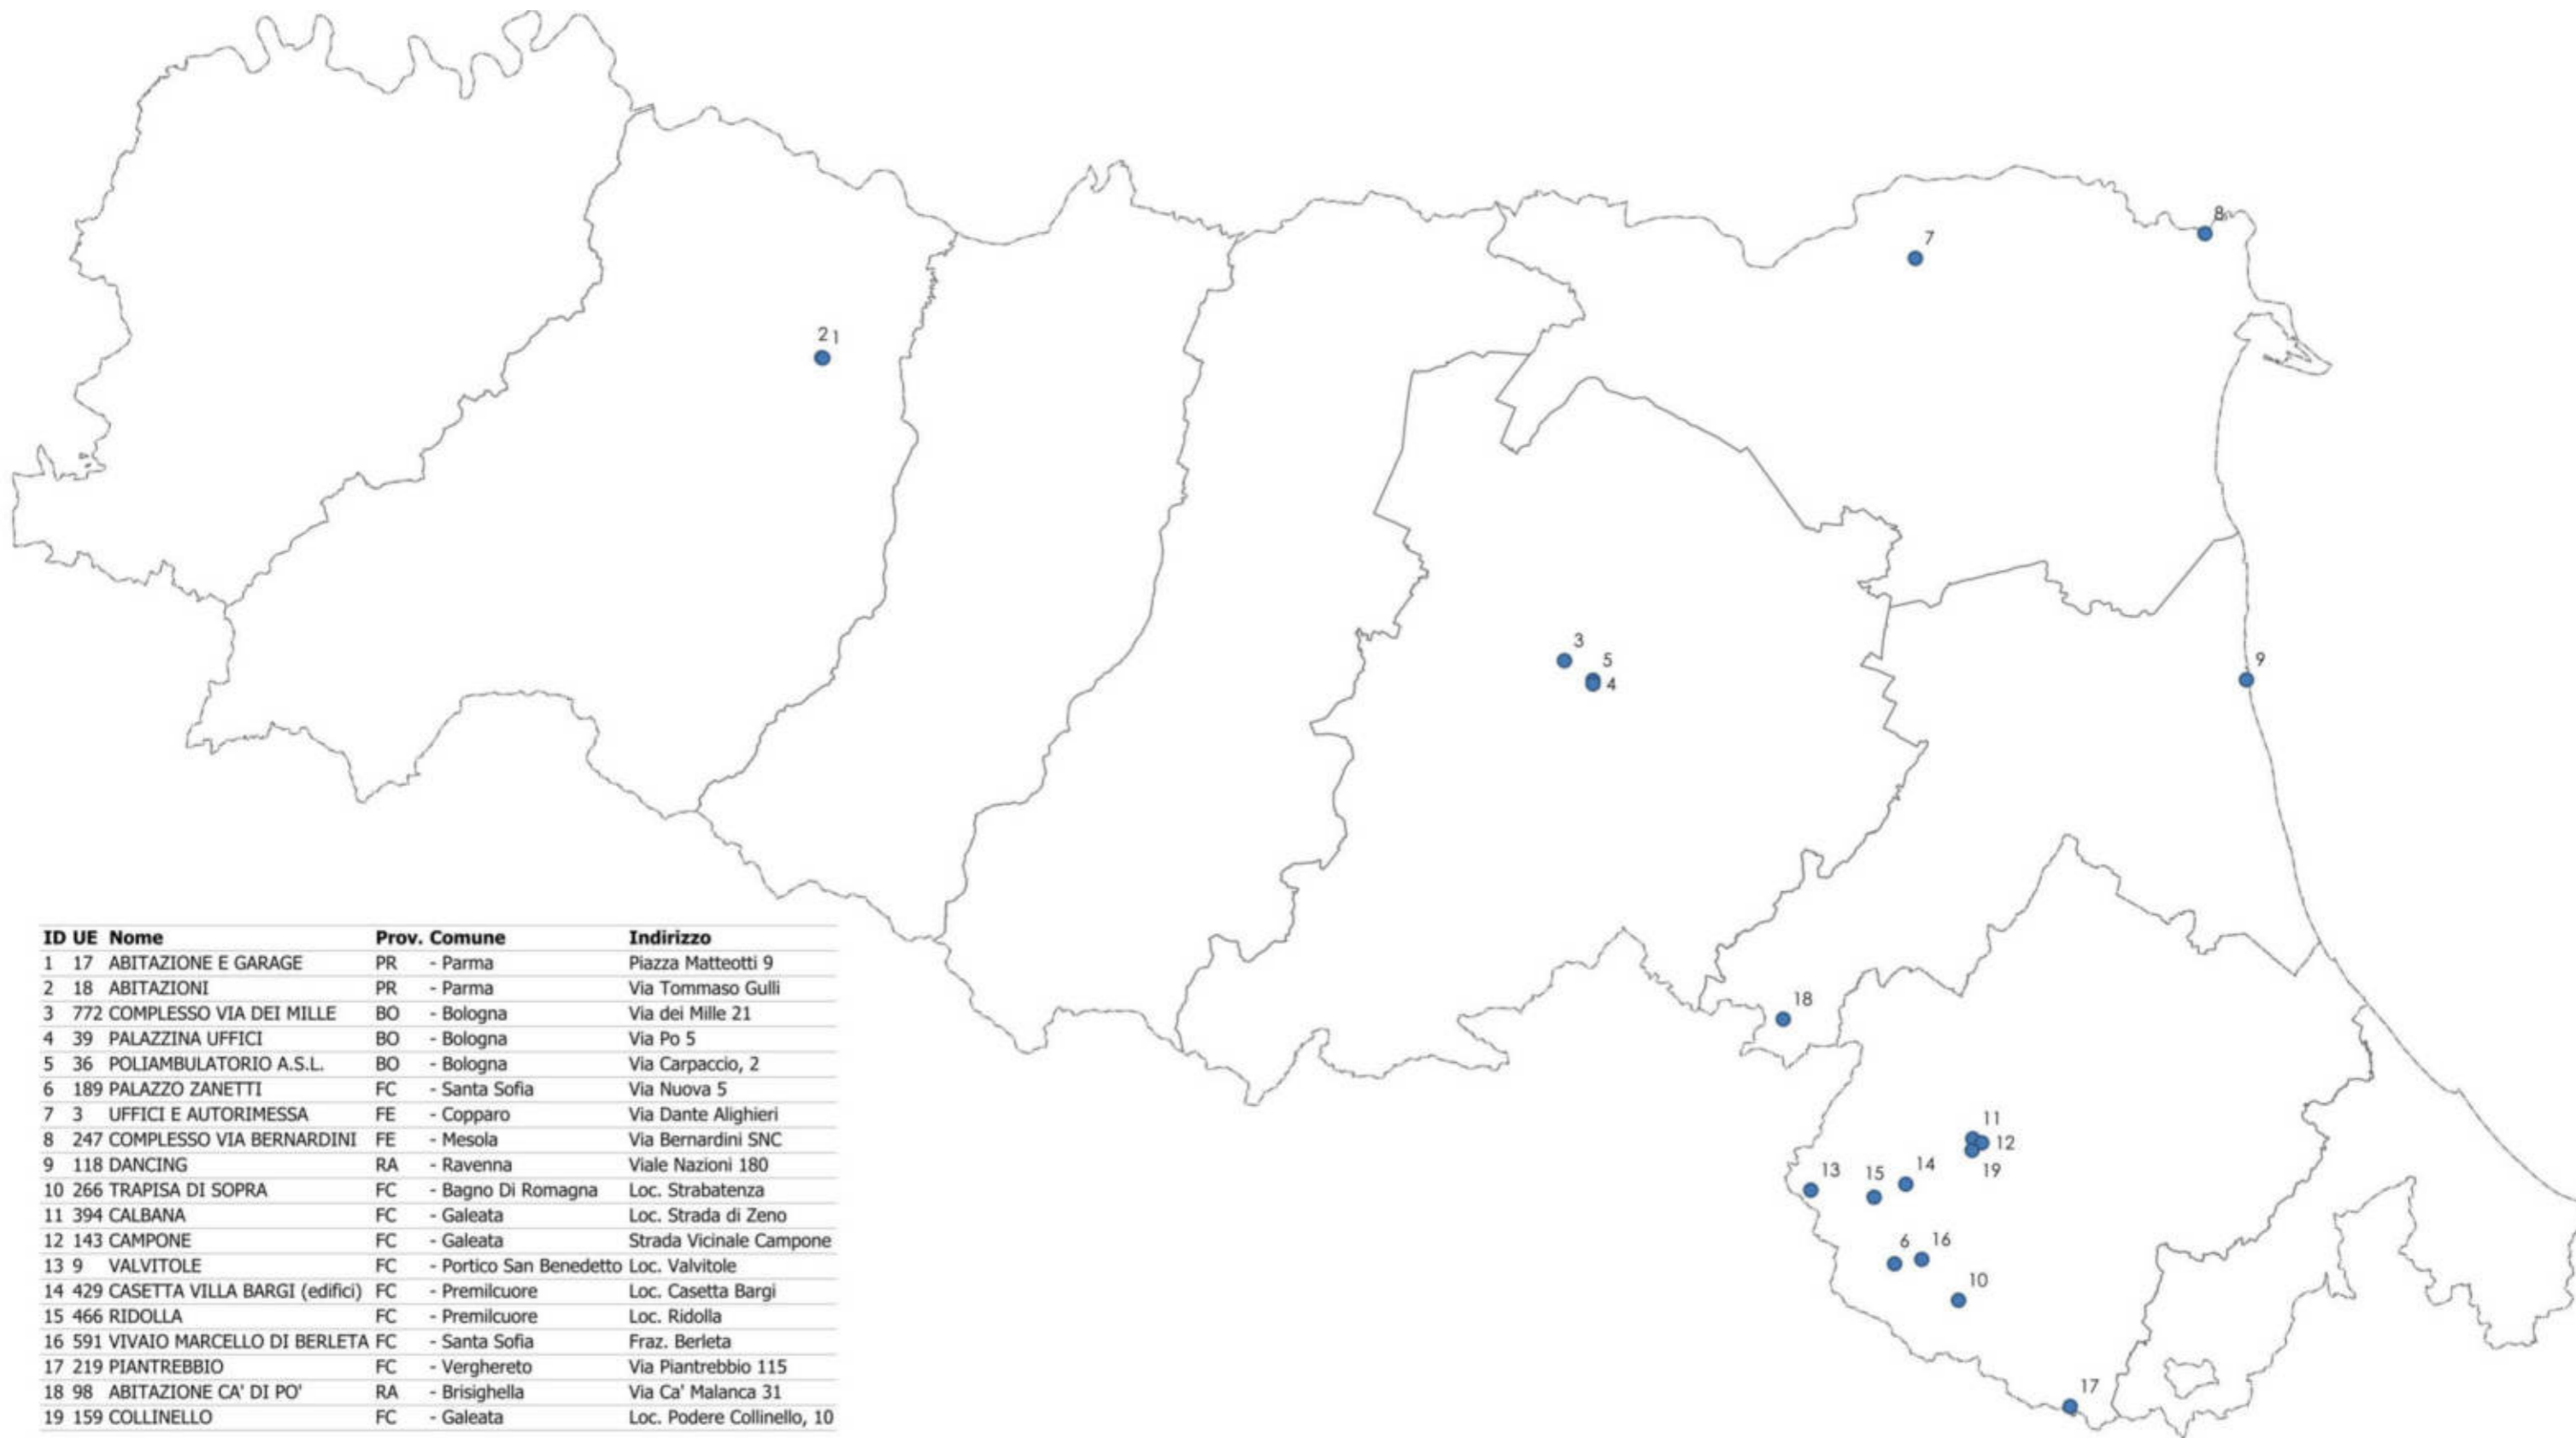 8
7
2 1
3
5
4
9
ID UE Nome Prov. Comune Indirizzo
1 17 ABITAZIONE E GARAGE PR - Parma Piazza Matteotti 9
2 18 ABITAZIONI PR - Parma Via Tommaso Gulli
3 772 COMPLESSO VIA DEI MILLE BO - Bologna Via dei Mille 21
4 39 PALAZZINA UFFICI BO - Bologna Via Po 5
5 36 POLIAMBULATORIO A.S.L. BO - Bologna Via Carpaccio, 2
6 189 PALAZZO ZANETTI FC - Santa Sofia Via Nuova 5
7 3 UFFICI E AUTORIMESSA FE - Copparo Via Dante Alighieri
8 247 COMPLESSO VIA BERNARDINI FE - Mesola Via Bernardini SNC
9 118 DANCING RA - Ravenna Viale Nazioni 180
10 266 TRAPISA DI SOPRA FC - Bagno Di Romagna Loc. Strabatenza
11 394 CALBANA FC - Galeata Loc. Strada di Zeno
12 143 CAMPONE FC - Galeata Strada Vicinale Campone
13 9 VALVITOLE FC - Portico San Benedetto Loc. Valvitole
14 429 CASETTA VILLA BARGI (edifici) FC - Premilcuore Loc. Casetta Bargi
15 466 RIDOLLA FC - Premilcuore Loc. Ridolla
16 591 VIVAIO MARCELLO DI BERLETA FC - Santa Sofia Fraz. Berleta
17 219 PIANTREBBIO FC - Verghereto Via Piantrebbio 115
18 98 ABITAZIONE CA' DI PO' RA - Brisighella Via Ca' Malanca 31
19 159 COLLINELLO FC - Galeata Loc. Podere Collinello, 10
18
11
12
19
13
15
14
6
16
10
17